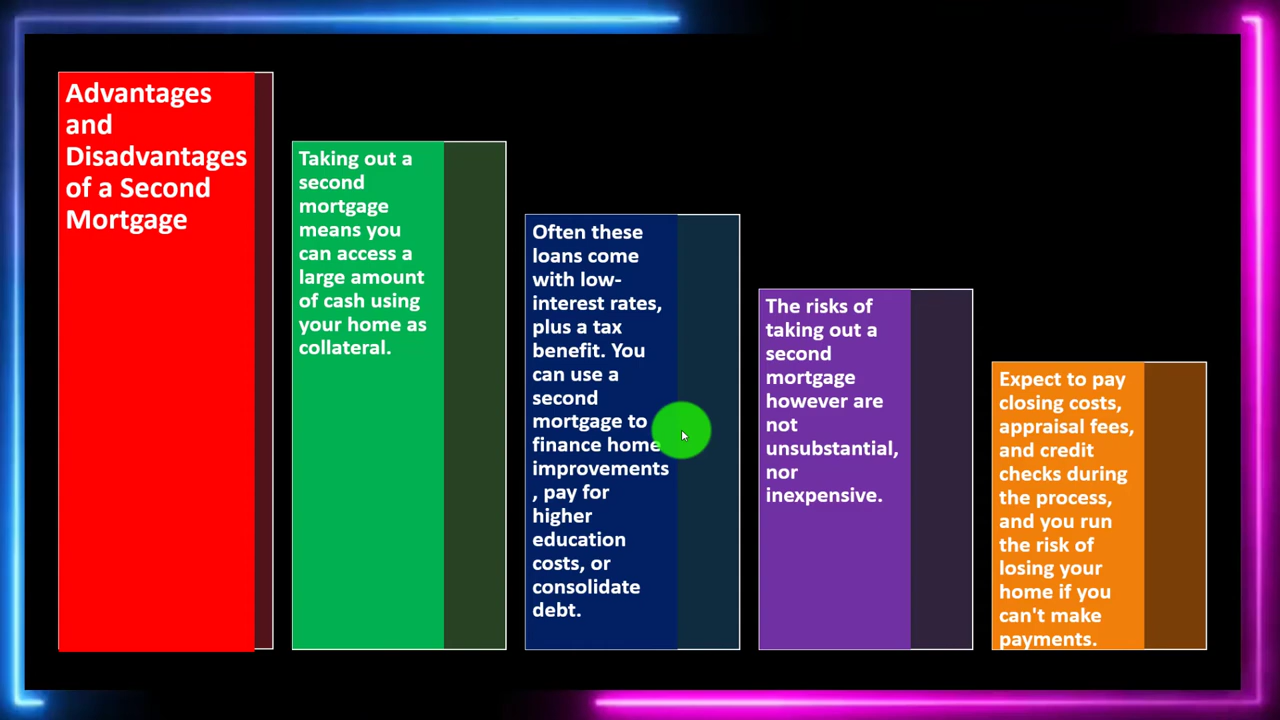 Advantages
and
Disadvantages
of a Second
Mortgage
Taking out a
second
mortgage
means you
can access a
large amount
of cash using
your home as
collateral.
Often these
loans come
with low-
interest rates,
plus a tax
benefit. You
can use a
second
mortgage to
finance home
improvements
, pay for
higher
education
costs, or
consolidate
debt.
The risks of
taking out a
second
mortgage
however are
not
unsubstantial,
nor
inexpensive.
Expect to pay
closing costs,
appraisal fees,
and credit
checks during
the process,
and you run
the risk of
losing your
home if you
can't make
payments.